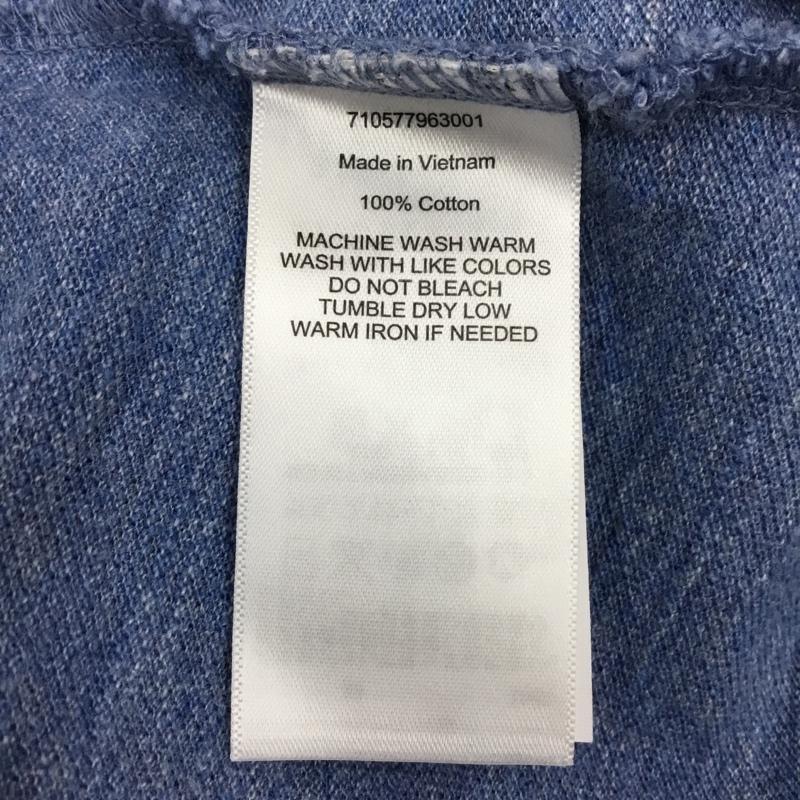 710577963001
Made in Vietnam
100% Cotton
MACHINE WASH WARM
WASH WITH LIKE COLORS
DO NOT BLEACH
TUMBLE DRY LOW
WARM IRON IF NEEDED